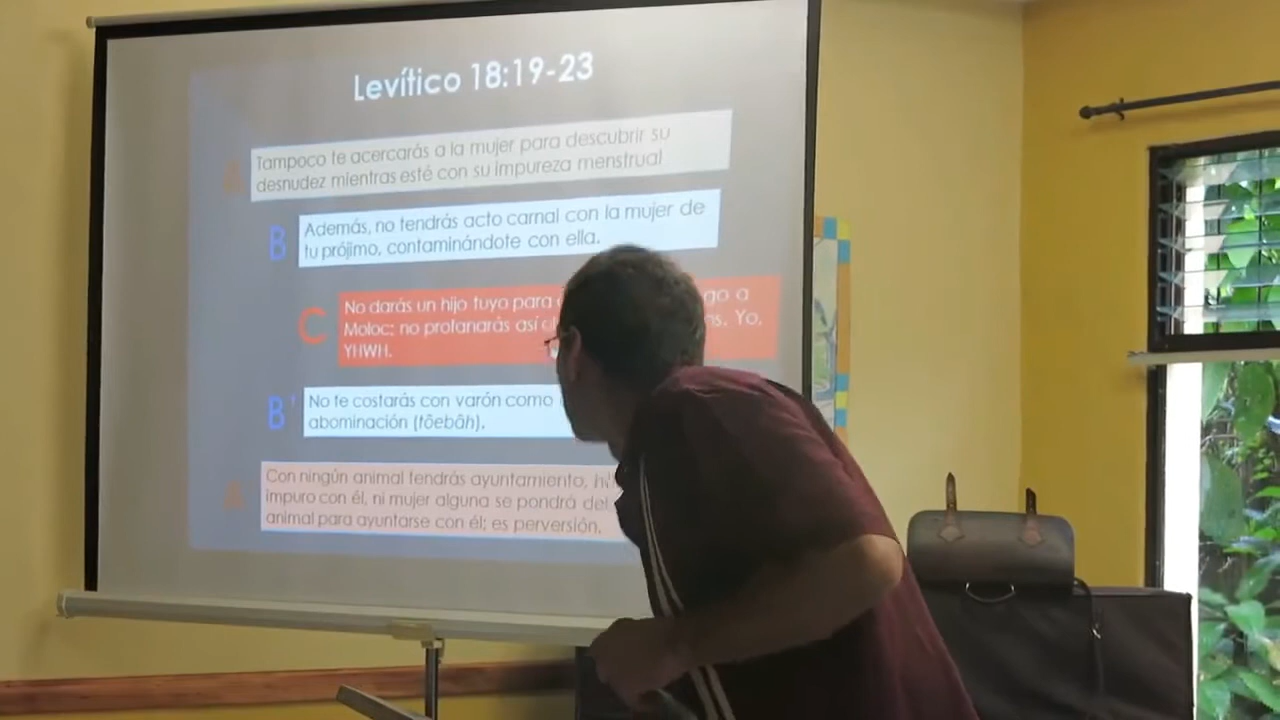 Levítico 18:19-23
A
Tampoco te acercarás a la mujer para descubrir su
desnudez mientras esté con su impureza menstrual
B
Además, no tendrás acto carnal con la mujer de
tu prójimo, contaminándote con ella.
C
No darás un hijo tuyo para go a
Moloc; no profanarás así Yo,
YHWH.
B'
No te costarás con varón como
abominación (tôebâh).
Con ningún animal tendrás ayuntamiento,
impuro con él, ni mujer alguna se pondrá
animal para ayuntarse con él; es perversión.